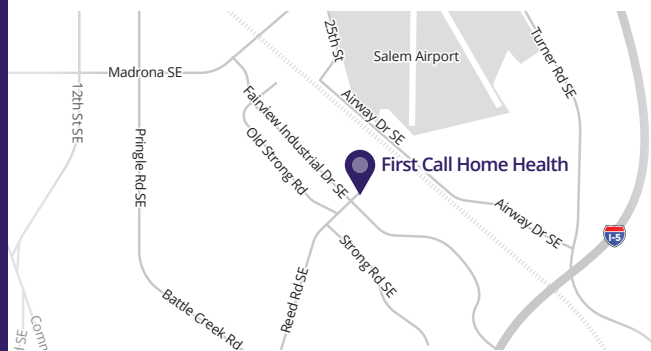 25th St
Salem Airport
Turner Rd SE
Madrona SE
12th St SE
Airway Dr SE
Fairview Industrial Dr SE
Old Strong Rd
Pringle Rd SE
First Call Home Health
Airway Dr SE
I-5
Strong Rd SE
Reed Rd SE
Battle Creek Rd
Comm
d SE